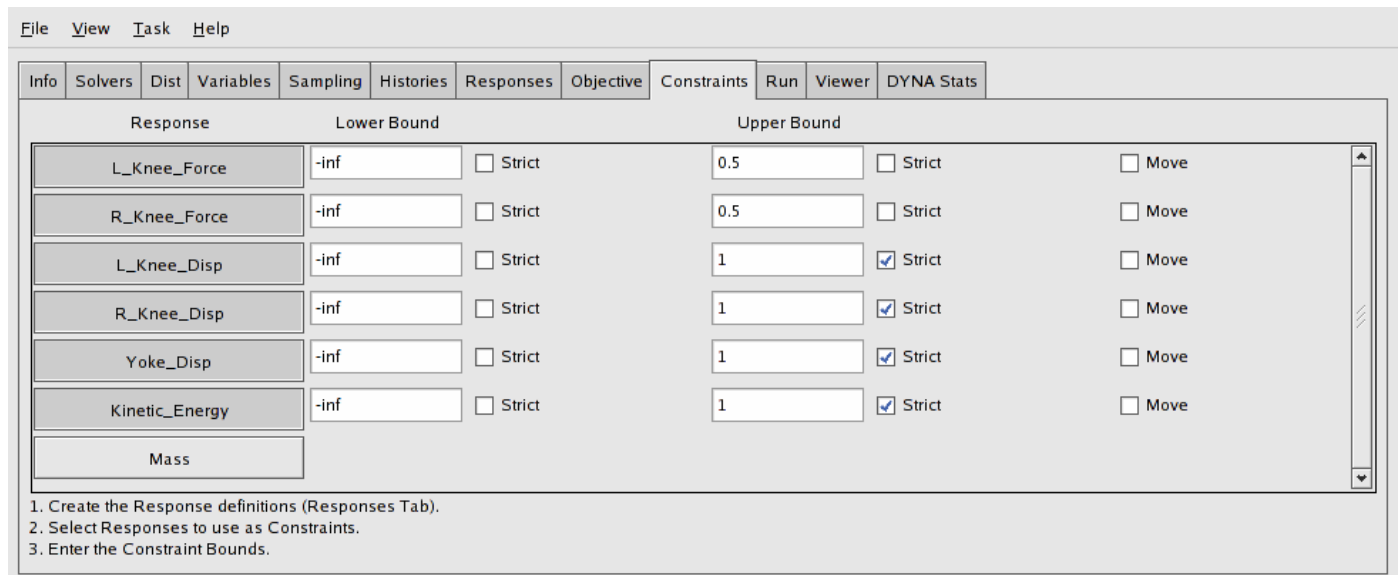 File View Task Help
Info Solvers Dist Variables Sampling Histories Responses Objective Constraints Run Viewer DYNA Stats
Response Lower Bound Upper Bound
L_Knee_Force -inf Strict 0.5 Strict Move
R_Knee_Force -inf Strict 0.5 Strict Move
L_Knee_Disp -inf Strict 1 Strict Move
R_Knee_Disp -inf Strict 1 Strict Move
Yoke_Disp -inf Strict 1 Strict Move
Kinetic_Energy -inf Strict 1 Strict Move
Mass
1. Create the Response definitions (Responses Tab).
2. Select Responses to use as Constraints.
3. Enter the Constraint Bounds.